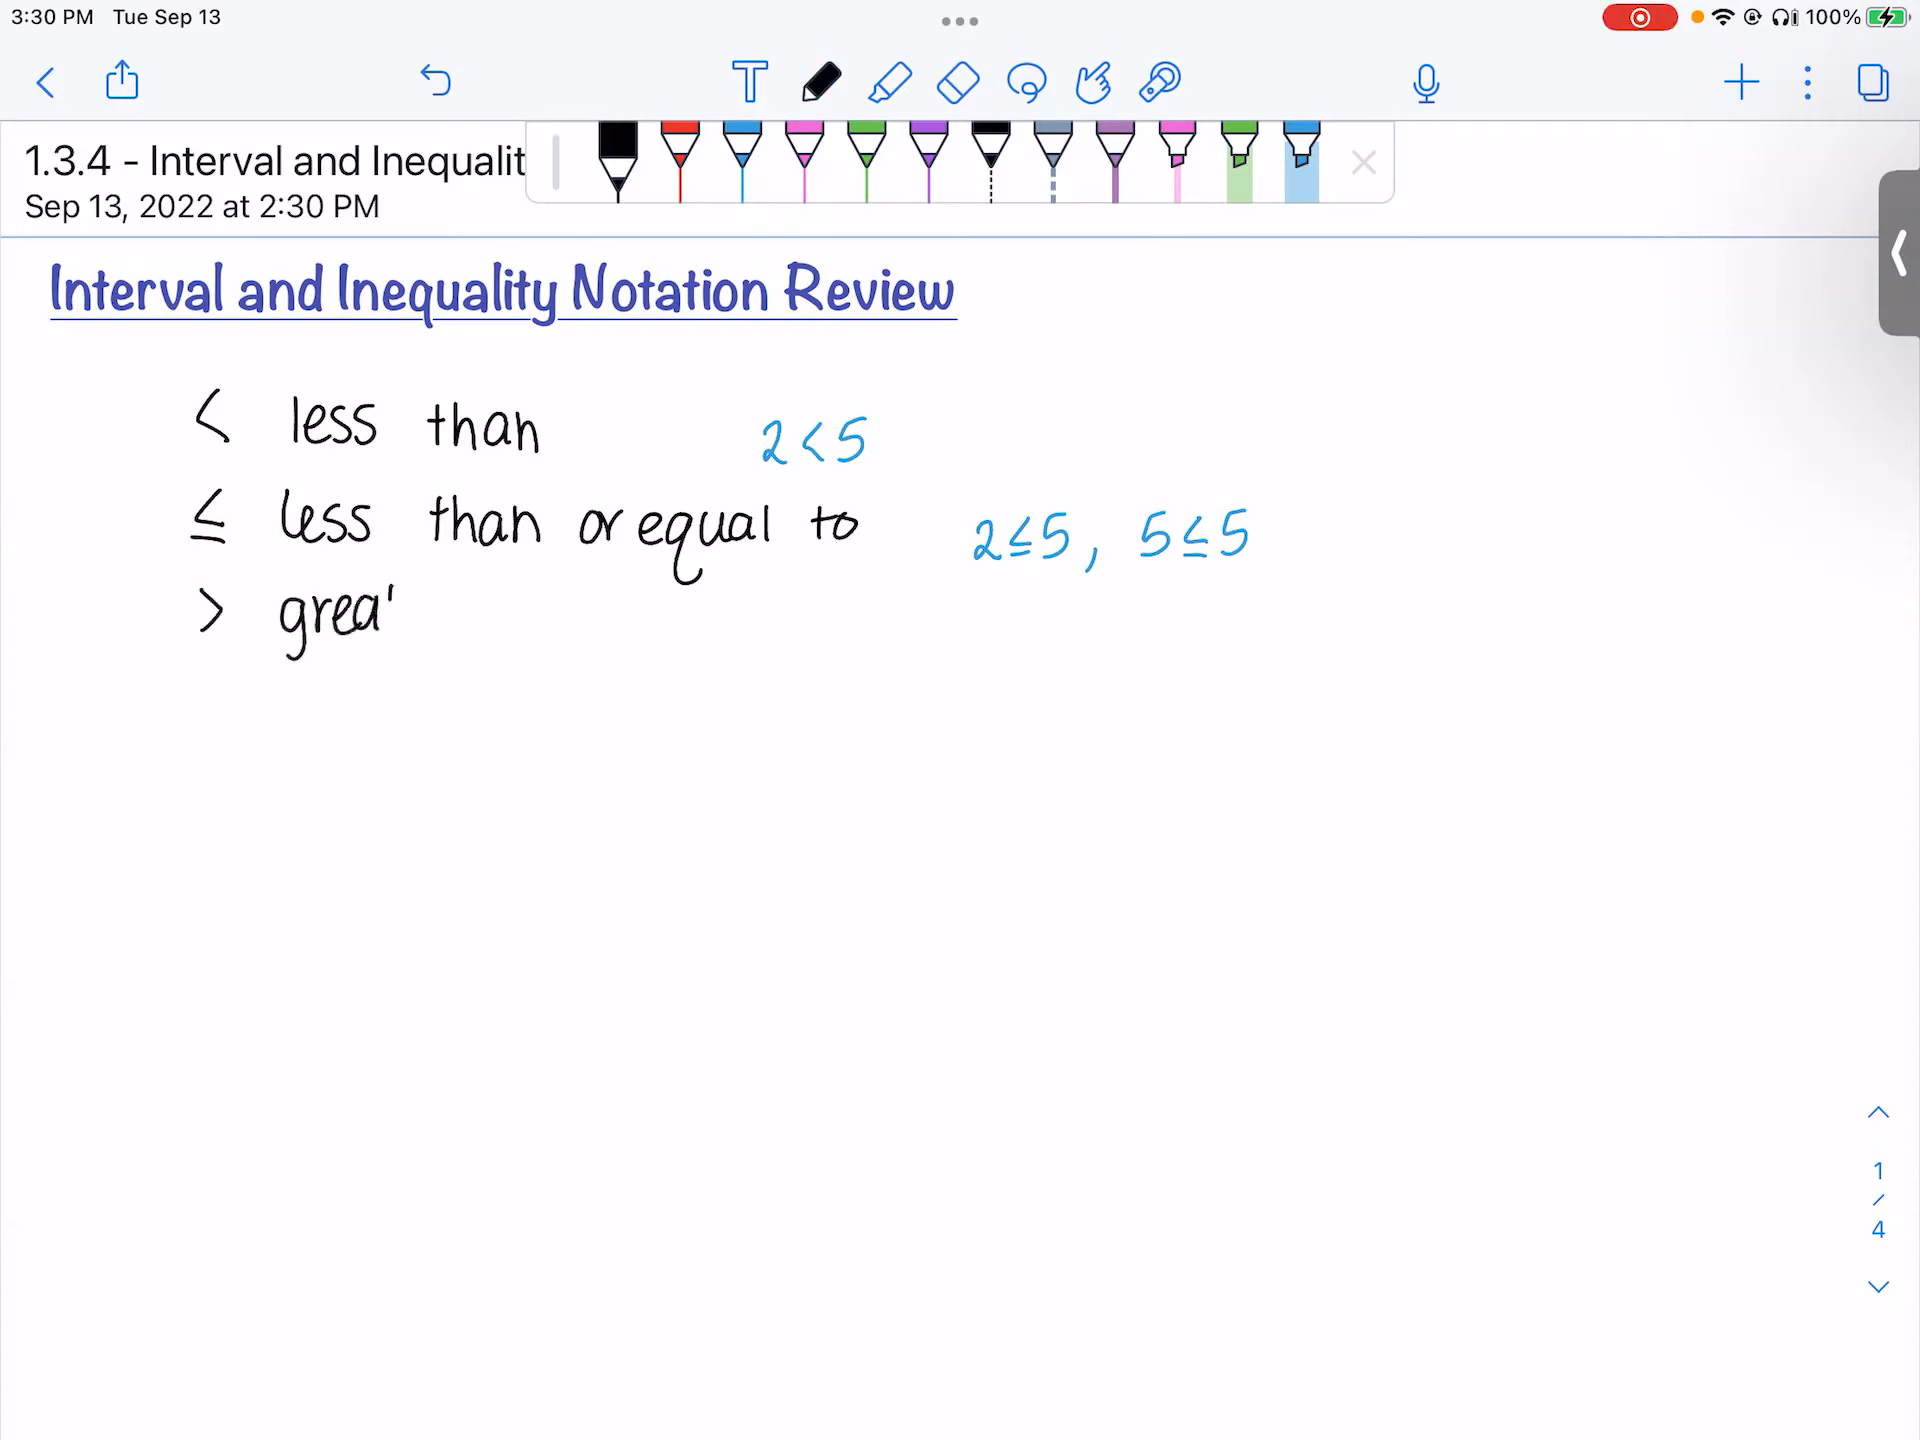 3:30 PM Tue Sep 13
100%
1.3.4 - Interval and Inequalit
Sep 13, 2022 at 2:30 PM
Interval and Inequality Notation Review
< less than 2<5
≤ less than or equal to 2≤5, 5≤5
> grea'
1
/
4